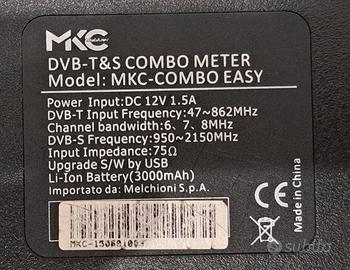 MKC
DVB-T&S COMBO METER
Model: MKC-COMBO EASY
Power Input:DC 12V 1.5A
DVB-T Input Frequency:47~862MHz
Channel bandwidth:6、7、8MHz
DVB-S Frequency:950~2150MHz
Input Impedance:75Ω
Upgrade S/W by USB
Li-Ion Battery(3000mAh)
Importato da: Melchioni S.p.A.
CE
Made in China
subito